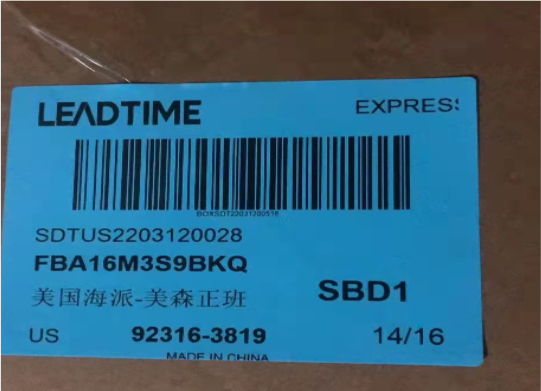 LEADTIME EXPRESS
SDTUS2203120028
FBA16M3S9BKQ
美国海派-美森正班 SBD1
US 92316-3819 14/16
MADE IN CHINA